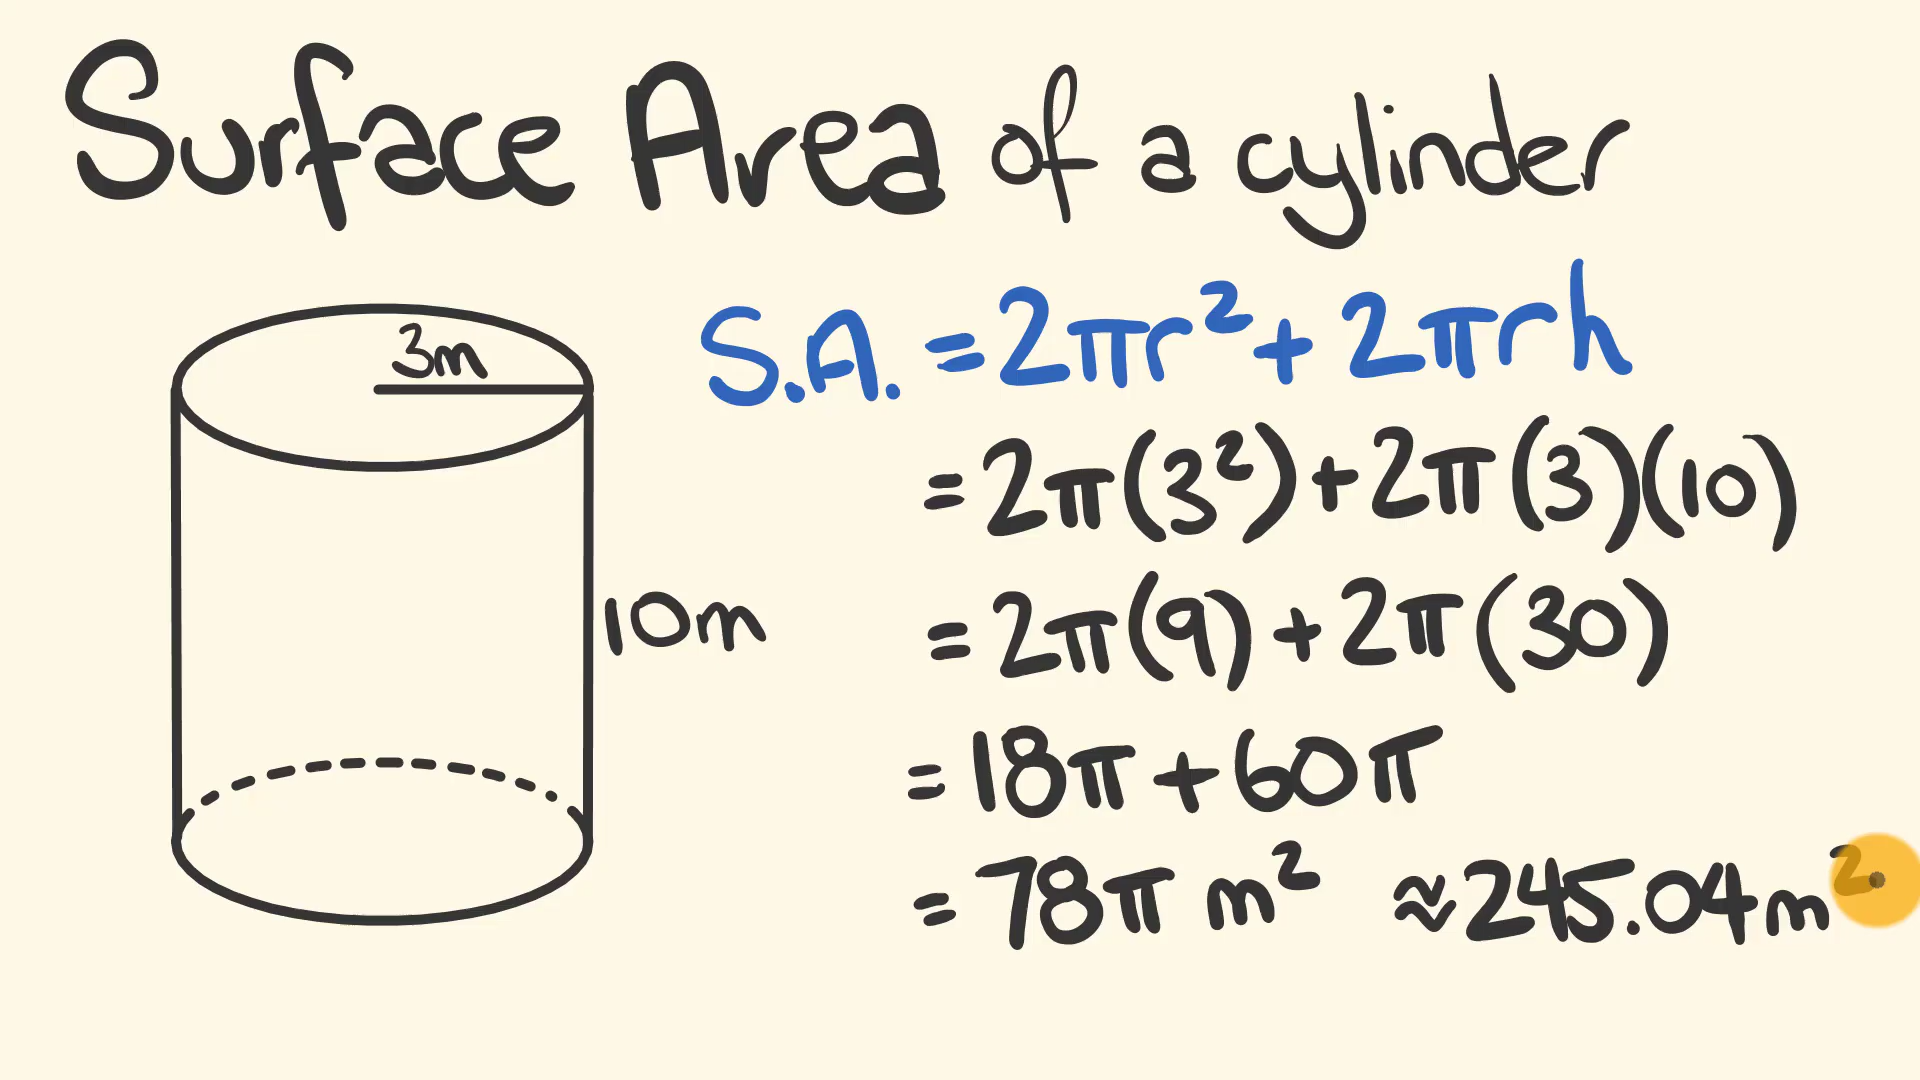 Surface Area of a cylinder
3m
10m
S.A. = 2πr² + 2πrh
= 2π(3²) + 2π(3)(10)
= 2π(9) + 2π(30)
= 18π + 60π
= 78π m² ≈ 245.04m²